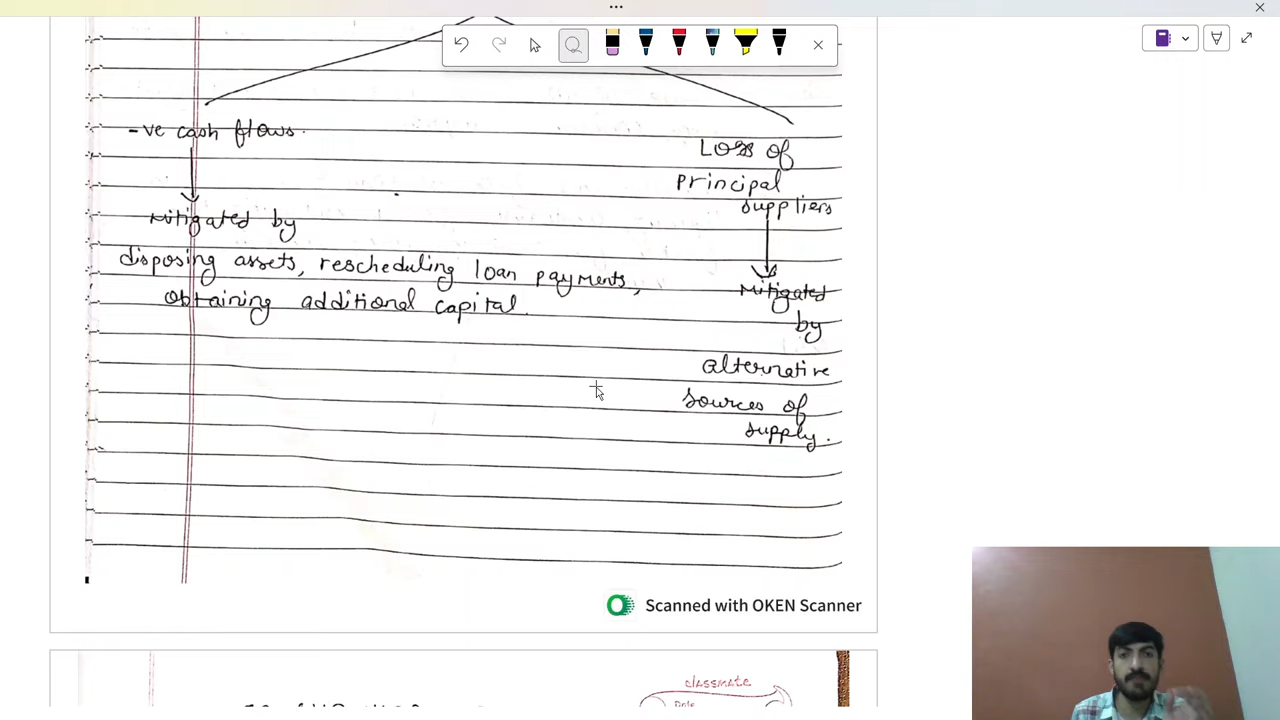 -ve cash flows.
Mitigated by
disposing assets, rescheduling loan payments,
obtaining additional capital.
Loss of
principal
suppliers
Mitigated
by
alternative
sources of
supply.
Scanned with OKEN Scanner
classmate
Date